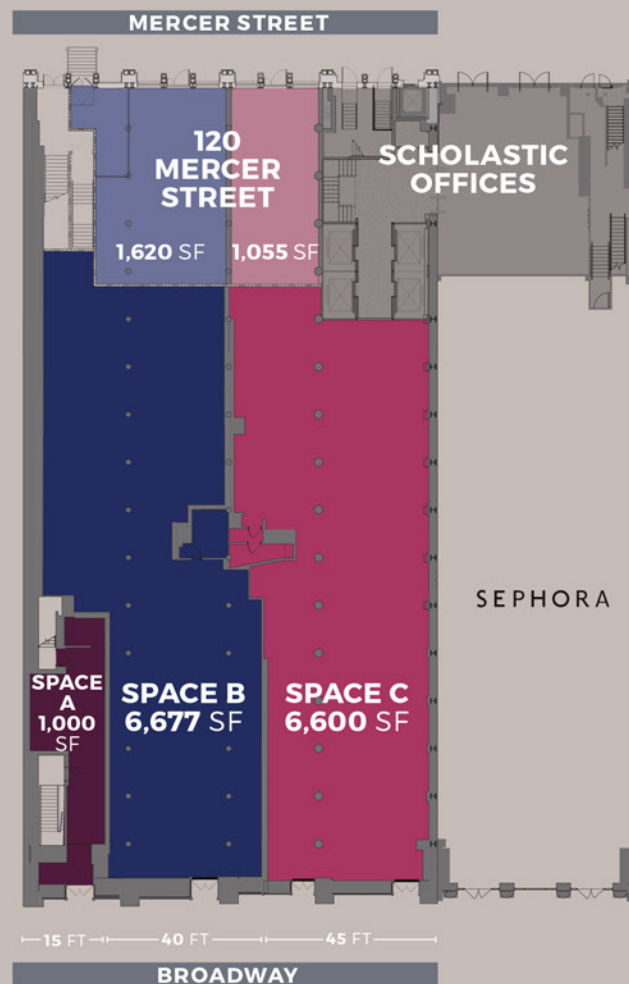 MERCER STREET
120
MERCER
STREET
1,620 SF
1,055 SF
SCHOLASTIC
OFFICES
SEPHORA
SPACE
A
1,000
SF
SPACE B
6,677 SF
SPACE C
6,600 SF
15 FT
40 FT
45 FT
BROADWAY